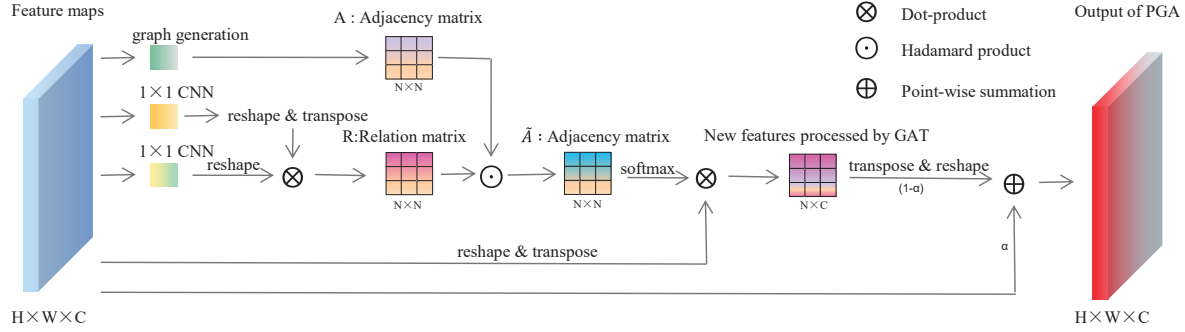 Feature maps
graph generation
A : Adjacency matrix
N×N
Dot-product
Hadamard product
Point-wise summation
Output of PGA
1×1 CNN
reshape & transpose
1×1 CNN
reshape
R:Relation matrix
N×N
Ã : Adjacency matrix
N×N
softmax
New features processed by GAT
N×C
transpose & reshape
(1-α)
reshape & transpose
α
H×W×C
H×W×C